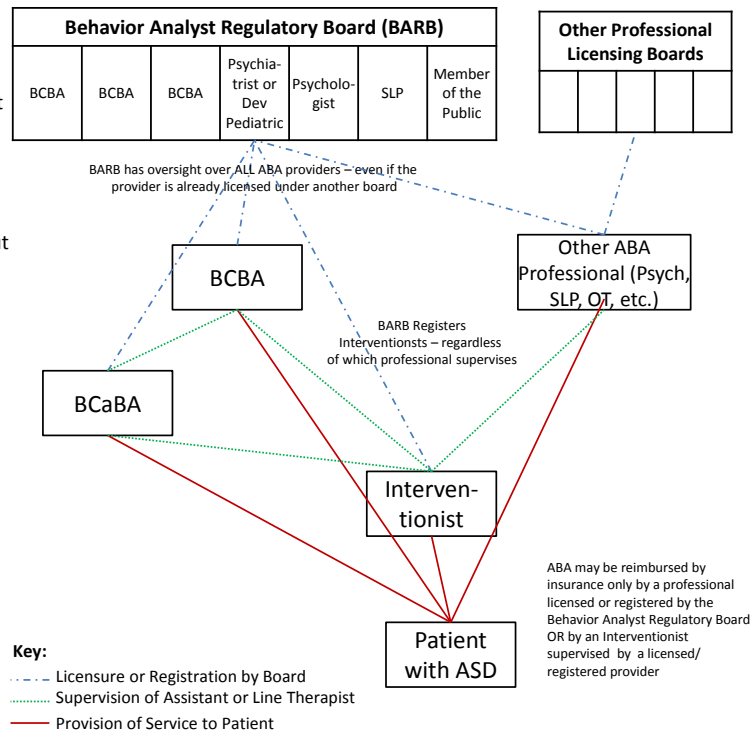 Behavior Analyst Regulatory Board (BARB)
BCBA
BCBA
BCBA
Psychia-
trist or
Dev
Pediatric
Psycholo-
gist
SLP
Member
of the
Public
Other Professional
Licensing Boards
BARB has oversight over ALL ABA providers – even if the
provider is already licensed under another board
BCBA
Other ABA
Professional (Psych,
SLP, OT, etc.)
BARB Registers
Interventionsts – regardless
of which professional supervises
BCaBA
Interven-
tionist
ABA may be reimbursed by
insurance only by a professional
licensed or registered by the
Behavior Analyst Regulatory Board
OR by an Interventionist
supervised by a licensed/
registered provider
Patient
with ASD
Key:
Licensure or Registration by Board
Supervision of Assistant or Line Therapist
Provision of Service to Patient